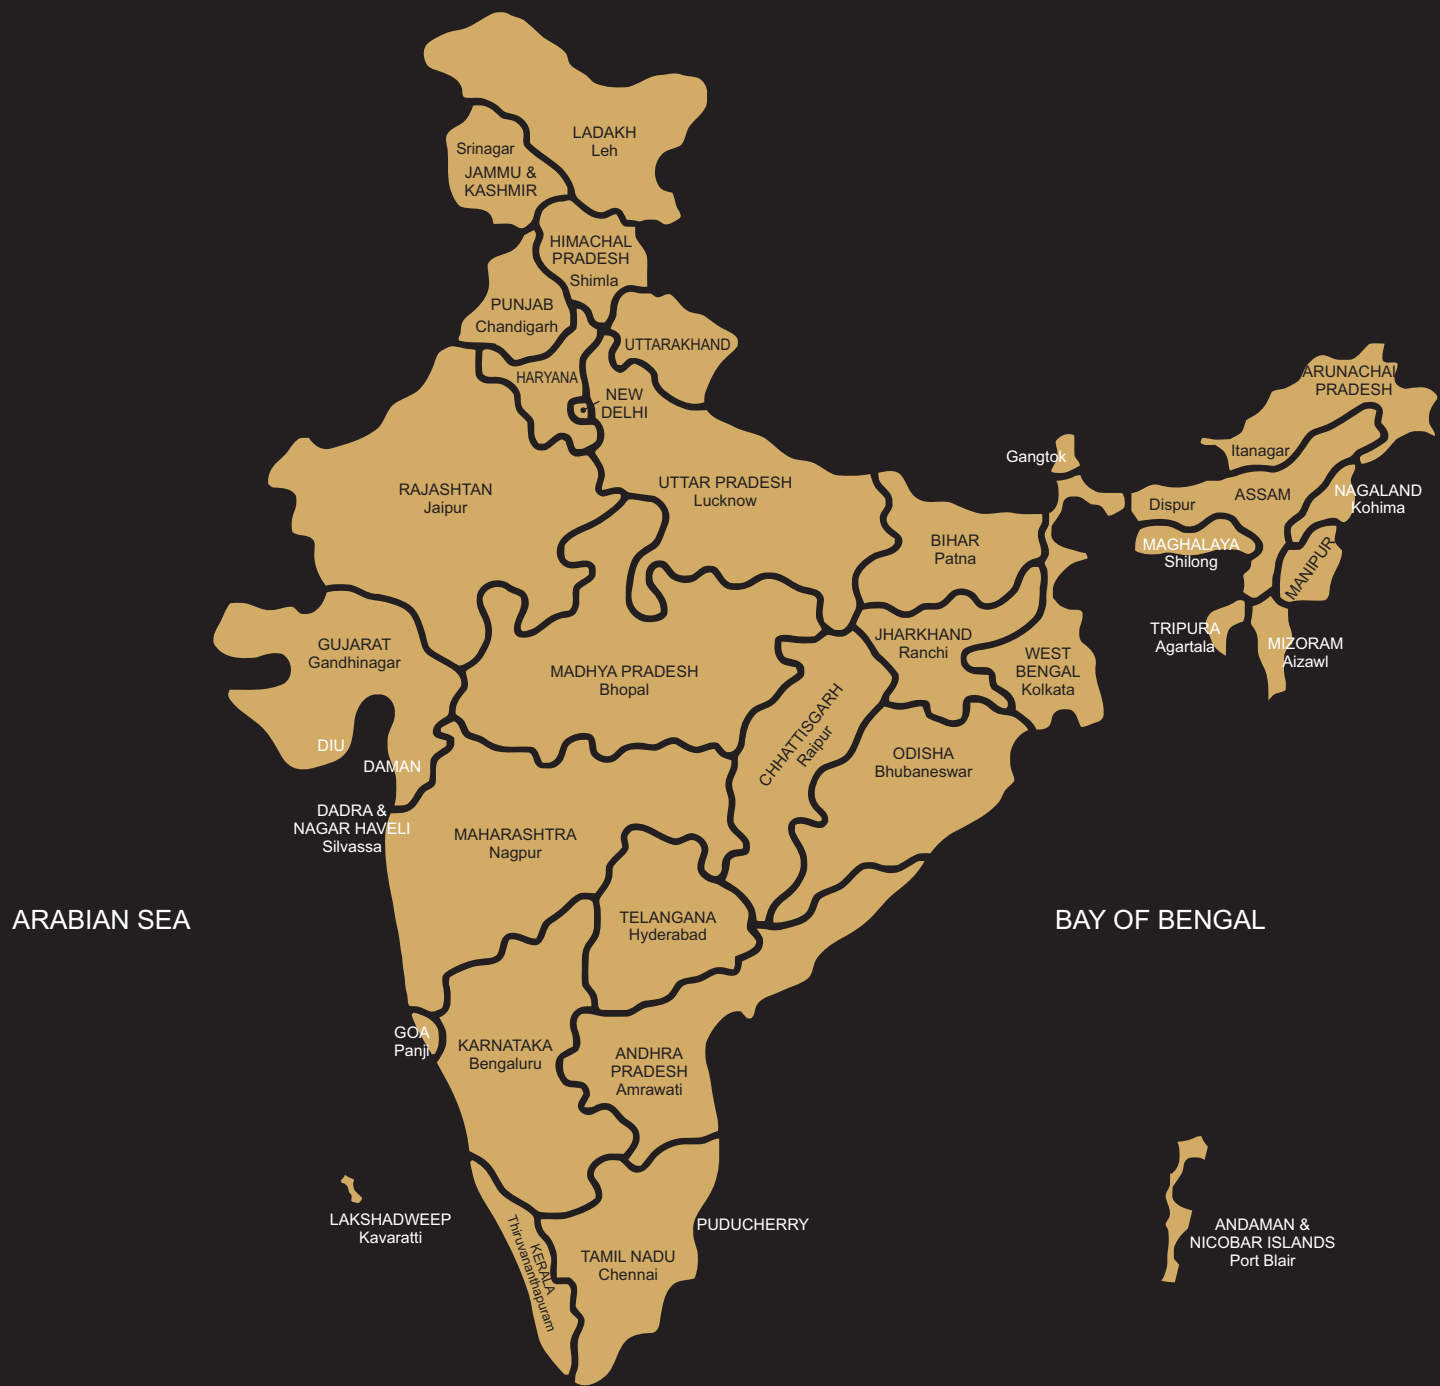 LADAKH
Leh
Srinagar
JAMMU &
KASHMIR
HIMACHAL
PRADESH
Shimla
PUNJAB
Chandigarh
UTTARAKHAND
HARYANA
NEW
DELHI
ARUNACHAL
PRADESH
Itanagar
Gangtok
RAJASHTAN
Jaipur
UTTAR PRADESH
Lucknow
Dispur
ASSAM
NAGALAND
Kohima
BIHAR
Patna
MAGHALAYA
Shilong
MANIPUR
GUJARAT
Gandhinagar
JHARKHAND
Ranchi
TRIPURA
Agartala
MIZORAM
Aizawl
WEST
BENGAL
Kolkata
MADHYA PRADESH
Bhopal
CHHATTISGARH
Raipur
DIU
DAMAN
ODISHA
Bhubaneswar
DADRA &
NAGAR HAVELI
Silvassa
MAHARASHTRA
Nagpur
ARABIAN SEA
TELANGANA
Hyderabad
BAY OF BENGAL
GOA
Panji
KARNATAKA
Bengaluru
ANDHRA
PRADESH
Amrawati
LAKSHADWEEP
Kavaratti
PUDUCHERRY
ANDAMAN &
NICOBAR ISLANDS
Port Blair
KERALA
Thiruvananthapuram
TAMIL NADU
Chennai